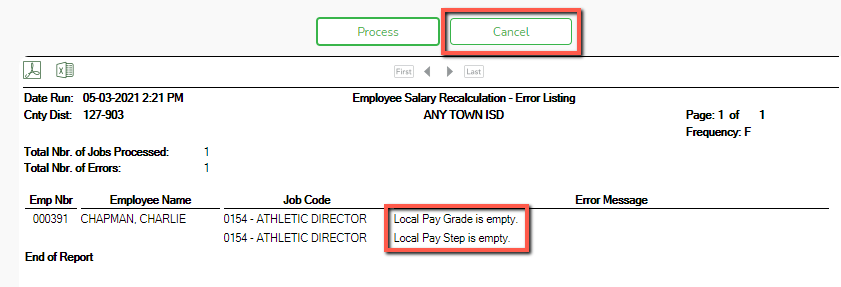 Process Cancel
First Last
Date Run: 05-03-2021 2:21 PM Employee Salary Recalculation - Error Listing
Cnty Dist: 127-903 ANY TOWN ISD Page: 1 of 1
Frequency: F
Total Nbr. of Jobs Processed: 1
Total Nbr. of Errors: 1
Emp Nbr Employee Name Job Code Error Message
000391 CHAPMAN, CHARLIE 0154 - ATHLETIC DIRECTOR Local Pay Grade is empty.
0154 - ATHLETIC DIRECTOR Local Pay Step is empty.
End of Report